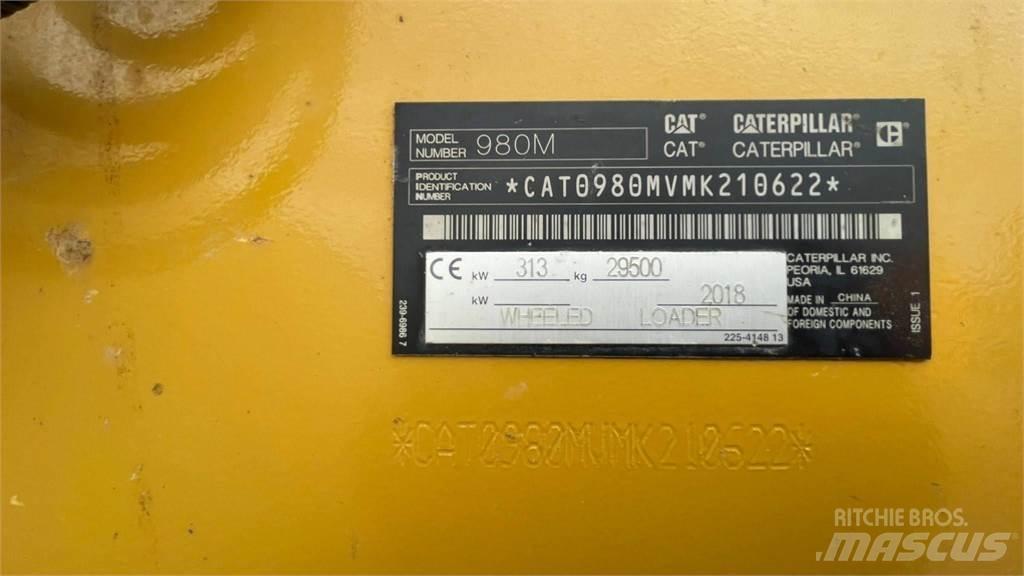 MODEL NUMBER 980M
CAT® CATERPILLAR® C
CAT® CATERPILLAR®
PRODUCT IDENTIFICATION NUMBER *CAT0980MVMK210622*
CE kW 313 kg 29500
kW 2018
WHEELED LOADER
225-4148 13
CATERPILLAR INC.
PEORIA, IL 61629
USA
MADE IN CHINA
OF DOMESTIC AND
FOREIGN COMPONENTS
ISSUE 1
239-6986 7
*CAT0980MVMK210622*
RITCHIE BROS.
MASCUS